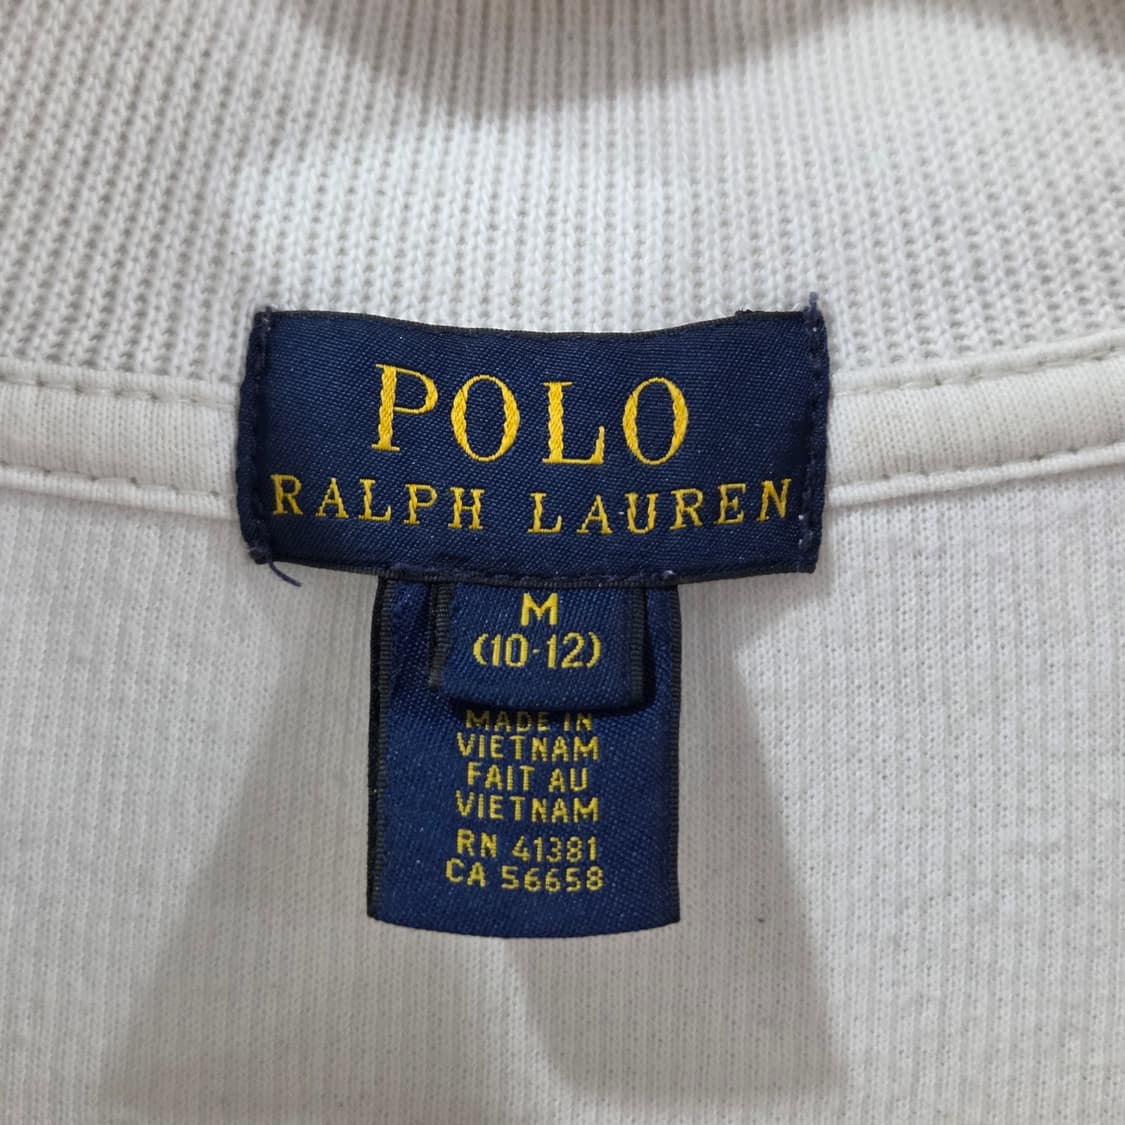 POLO
RALPH LAUREN
M
(10-12)
MADE IN
VIETNAM
FAIT AU
VIETNAM
RN 41381
CA 56658